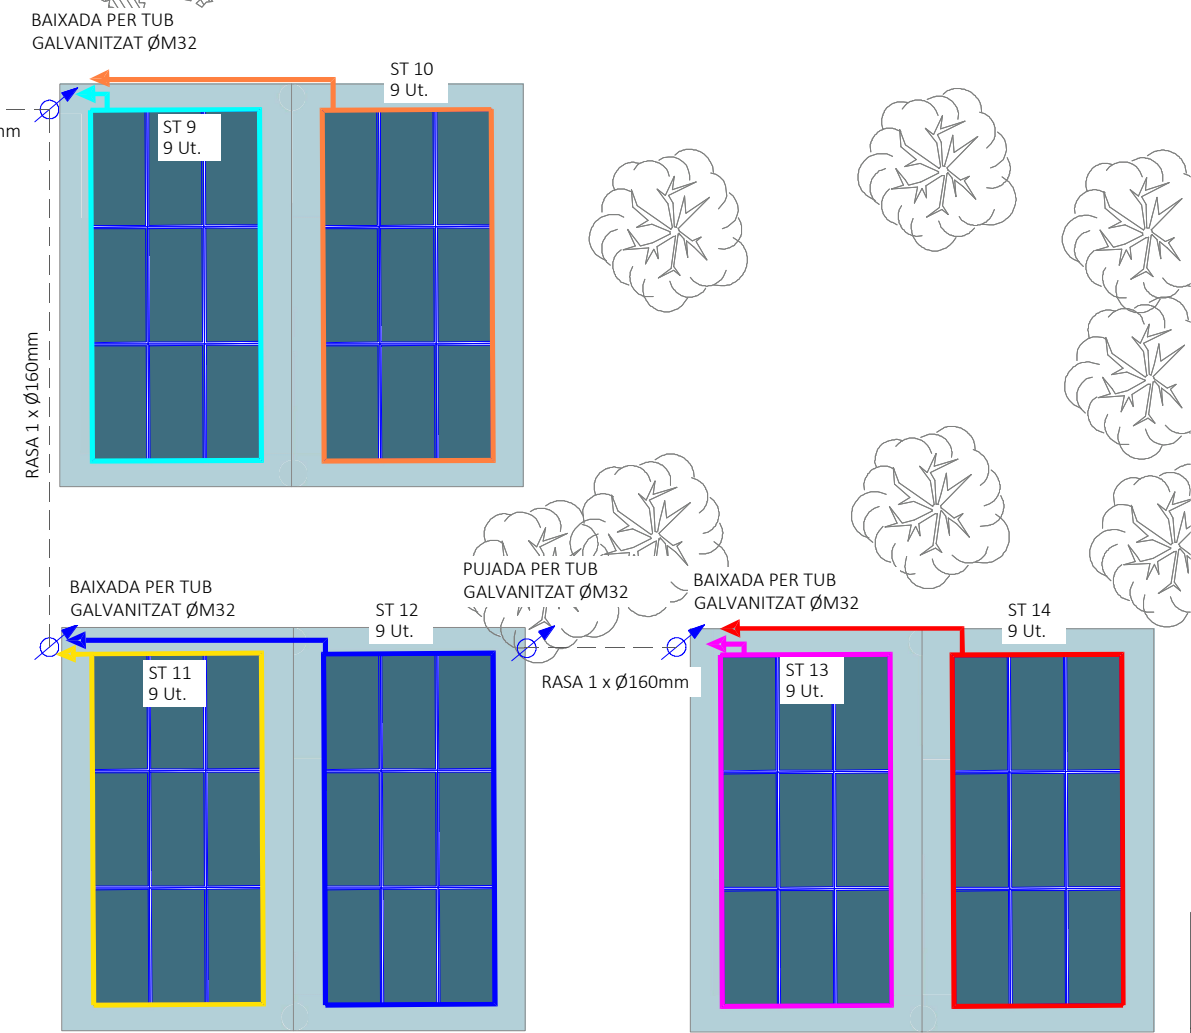 BAIXADA PER TUB
GALVANITZAT ØM32
ST 10
9 Ut.
mm
ST 9
9 Ut.
RASA 1 x Ø160mm
BAIXADA PER TUB
GALVANITZAT ØM32
ST 12
9 Ut.
PUJADA PER TUB
GALVANITZAT ØM32
BAIXADA PER TUB
GALVANITZAT ØM32
ST 14
9 Ut.
ST 11
9 Ut.
RASA 1 x Ø160mm
ST 13
9 Ut.